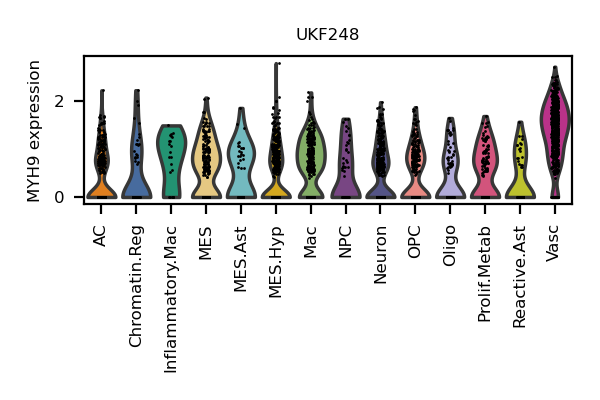 UKF248
MYH9 expression
2
0
AC
Chromatin.Reg
Inflammatory.Mac
MES
MES.Ast
MES.Hyp
Mac
NPC
Neuron
OPC
Oligo
Prolif.Metab
Reactive.Ast
Vasc